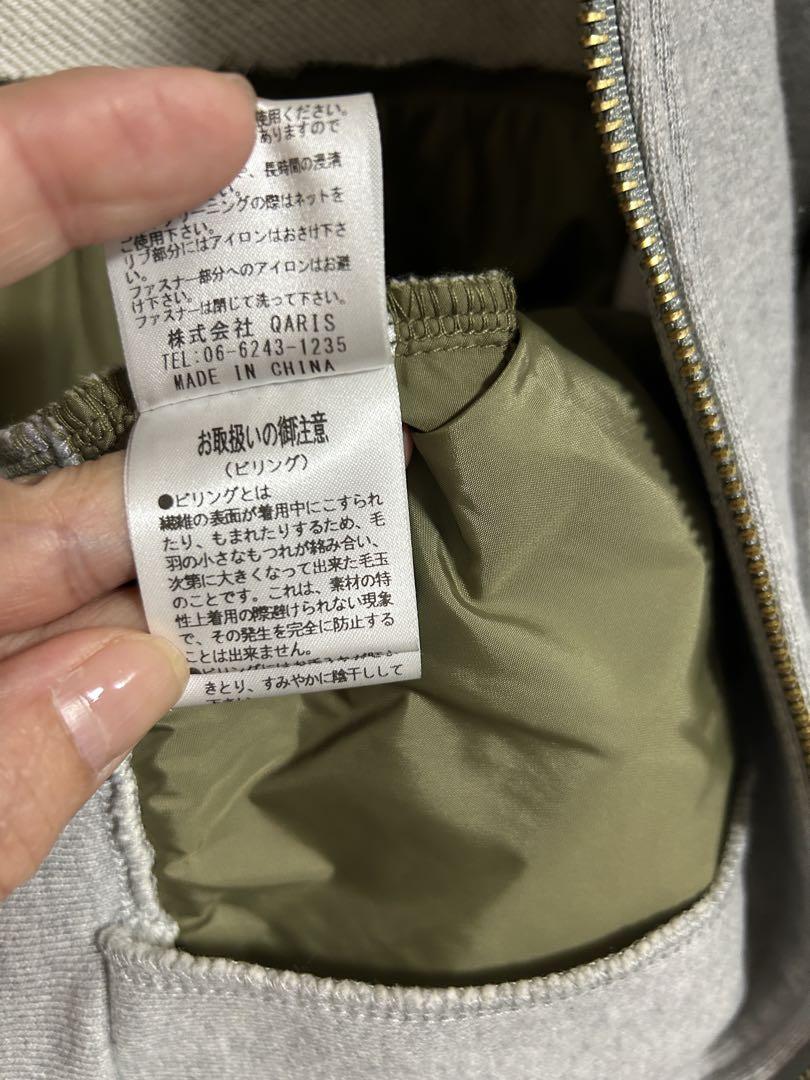 使用ください。
ありますので
、長時間の浸漬
い。
リーニングの際はネットを
ご使用下さい。
リブ部分にはアイロンはおさけ下さ
い。
ファスナー部分へのアイロンはお避
け下さい。
ファスナーは閉じて洗って下さい。
株式会社 QARIS
TEL:06-6243-1235
MADE IN CHINA
お取扱いの御注意
(ピリング)
●ピリングとは
繊維の表面が着用中にこすられ
たり、もまれたりするため、毛
羽の小さなもつれが絡み合い、
次第に大きくなって出来た毛玉
のことです。これは、素材の特
性上着用の際避けられない現象
で、その発生を完全に防止する
ことは出来ません。
きとり、すみやかに陰干しして